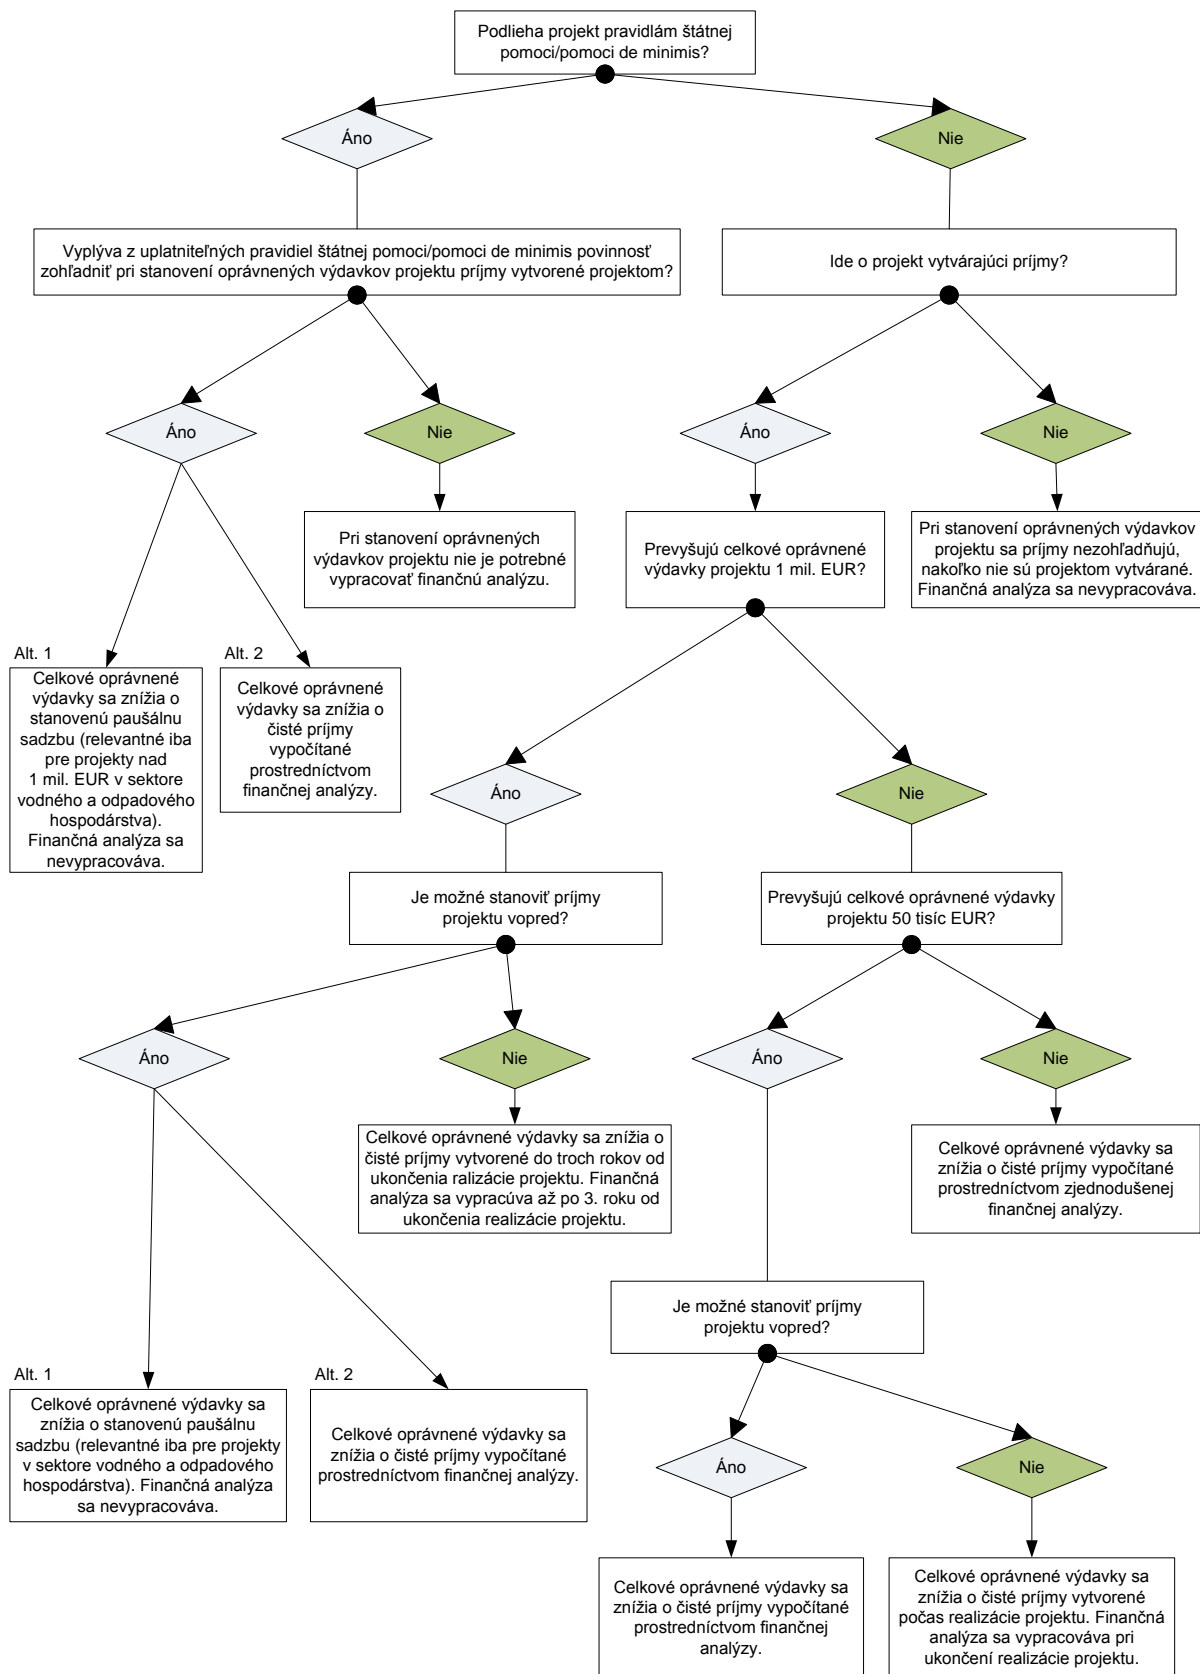 Podlieha projekt pravidlám štátnej
pomoci/pomoci de minimis?
Áno
Nie
Vyplýva z uplatniteľných pravidiel štátnej pomoci/pomoci de minimis povinnosť
zohľadniť pri stanovení oprávnených výdavkov projektu príjmy vytvorené projektom?
Ide o projekt vytvárajúci príjmy?
Áno
Nie
Áno
Nie
Pri stanovení oprávnených
výdavkov projektu nie je potrebné
vypracovať finančnú analýzu.
Prevyšujú celkové oprávnené
výdavky projektu 1 mil. EUR?
Pri stanovení oprávnených výdavkov
projektu sa príjmy nezohľadňujú,
nakoľko nie sú projektom vytvárané.
Finančná analýza sa nevypracováva.
Alt. 1
Celkové oprávnené
výdavky sa znížia o
stanovenú paušálnu
sadzbu (relevantné iba
pre projekty nad
1 mil. EUR v sektore
vodného a odpadového
hospodárstva).
Finančná analýza sa
nevypracováva.
Alt. 2
Celkové oprávnené
výdavky sa znížia o
čisté príjmy
vypočítané
prostredníctvom
finančnej analýzy.
Áno
Nie
Je možné stanoviť príjmy
projektu vopred?
Prevyšujú celkové oprávnené výdavky
projektu 50 tisíc EUR?
Áno
Nie
Áno
Nie
Celkové oprávnené výdavky sa znížia o
čisté príjmy vytvorené do troch rokov od
ukončenia ralizácie projektu. Finančná
analýza sa vypracúva až po 3. roku od
ukončenia realizácie projektu.
Celkové oprávnené výdavky sa
znížia o čisté príjmy vypočítané
prostredníctvom zjednodušenej
finančnej analýzy.
Je možné stanoviť príjmy
projektu vopred?
Alt. 1
Celkové oprávnené výdavky sa
znížia o stanovenú paušálnu
sadzbu (relevantné iba pre projekty
v sektore vodného a odpadového
hospodárstva). Finančná analýza
sa nevypracováva.
Alt. 2
Celkové oprávnené výdavky sa
znížia o čisté príjmy vypočítané
prostredníctvom finančnej analýzy.
Áno
Nie
Celkové oprávnené výdavky sa
znížia o čisté príjmy vypočítané
prostredníctvom finančnej
analýzy.
Celkové oprávnené výdavky sa
znížia o čisté príjmy vytvorené
počas realizácie projektu. Finančná
analýza sa vypracováva pri
ukončení realizácie projektu.